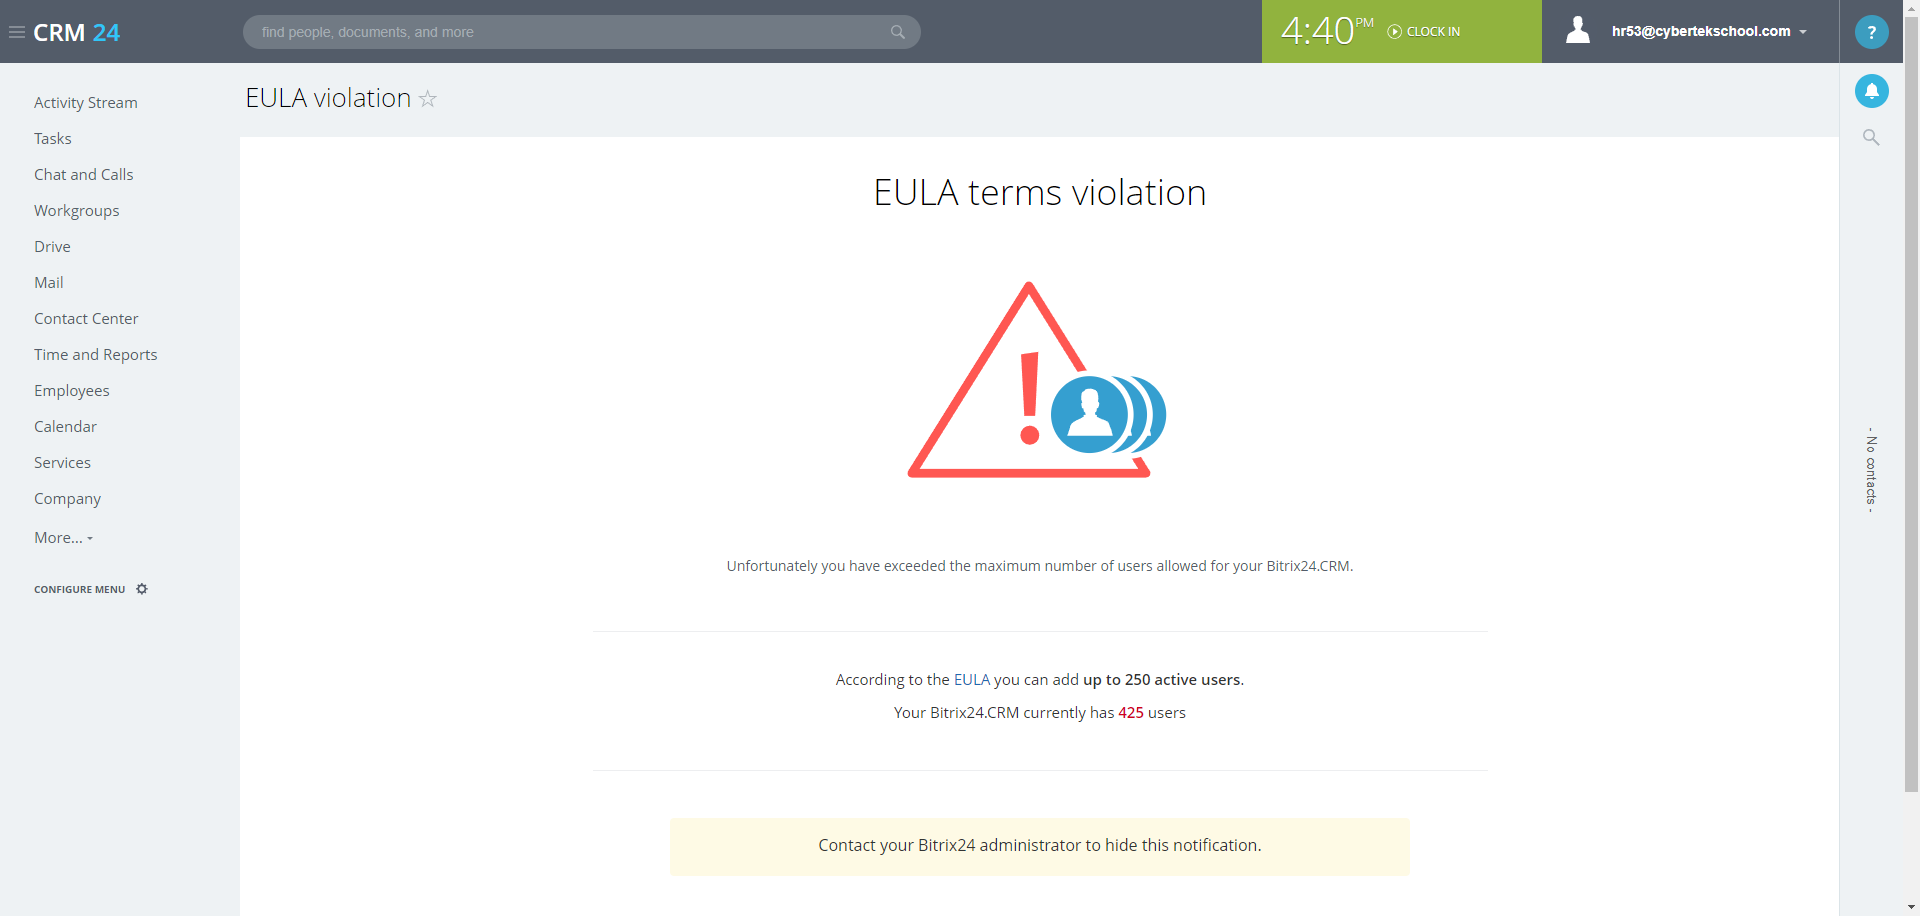 CRM 24
find people, documents, and more
4:40 PM
CLOCK IN
hr53@cybertekschool.com
?
EULA violation
Activity Stream
Tasks
Chat and Calls
Workgroups
Drive
Mail
Contact Center
Time and Reports
Employees
Calendar
Services
Company
More...
CONFIGURE MENU
EULA terms violation
!
Unfortunately you have exceeded the maximum number of users allowed for your Bitrix24.CRM.
According to the EULA you can add up to 250 active users.
Your Bitrix24.CRM currently has 425 users
Contact your Bitrix24 administrator to hide this notification.
- No contacts -